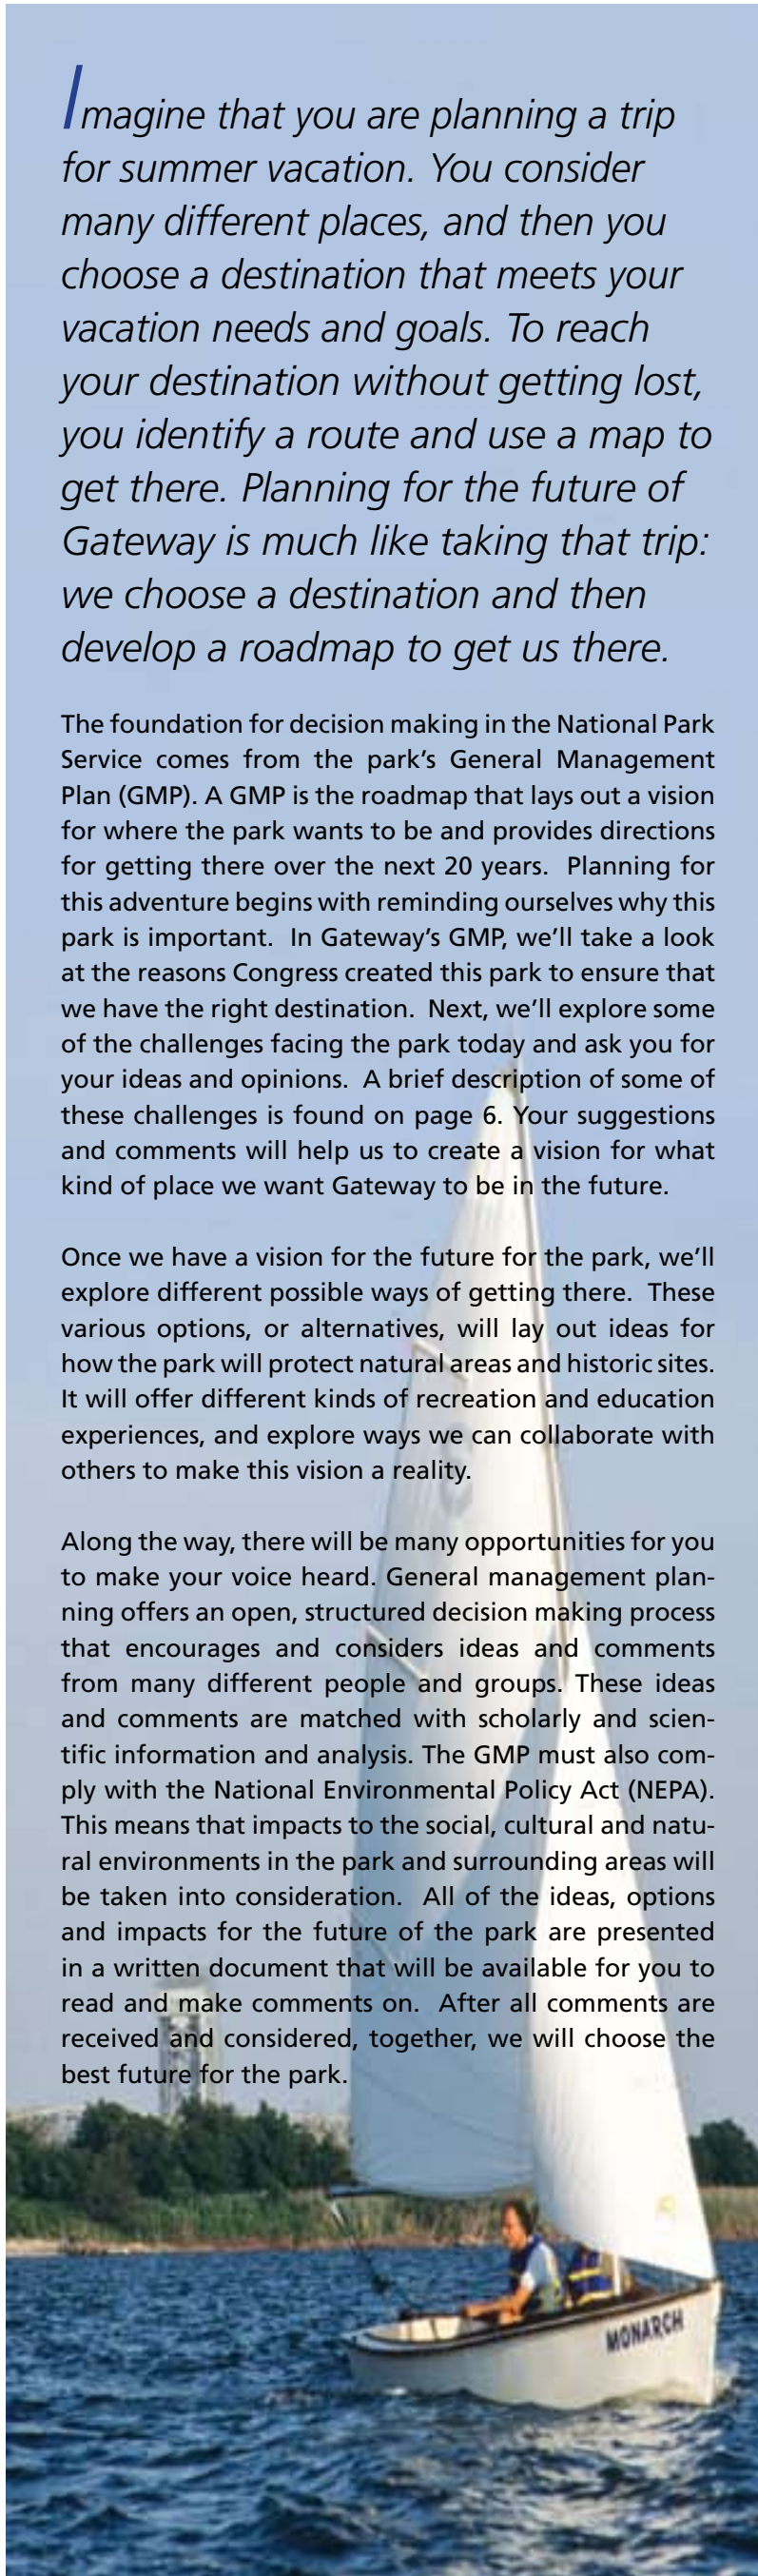 Imagine that you are planning a trip
for summer vacation. You consider
many different places, and then you
choose a destination that meets your
vacation needs and goals. To reach
your destination without getting lost,
you identify a route and use a map to
get there. Planning for the future of
Gateway is much like taking that trip:
we choose a destination and then
develop a roadmap to get us there.
The foundation for decision making in the National Park
Service comes from the park's General Management
Plan (GMP). A GMP is the roadmap that lays out a vision
for where the park wants to be and provides directions
for getting there over the next 20 years.  Planning for
this adventure begins with reminding ourselves why this
park is important.  In Gateway's GMP, we'll take a look
at the reasons Congress created this park to ensure that
we have the right destination.  Next, we'll explore some
of the challenges facing the park today and ask you for
your ideas and opinions.  A brief description of some of
these challenges is found on page 6. Your suggestions
and comments will help us to create a vision for what
kind of place we want Gateway to be in the future.
Once we have a vision for the future for the park, we'll
explore different possible ways of getting there.  These
various options, or alternatives, will lay out ideas for
how the park will protect natural areas and historic sites.
It will offer different kinds of recreation and education
experiences, and explore ways we can collaborate with
others to make this vision a reality.
Along the way, there will be many opportunities for you
to make your voice heard. General management plan-
ning offers an open, structured decision making process
that encourages and considers ideas and comments
from many different people and groups. These ideas
and comments are matched with scholarly and scien-
tific information and analysis. The GMP must also com-
ply with the National Environmental Policy Act (NEPA).
This means that impacts to the social, cultural and natu-
ral environments in the park and surrounding areas will
be taken into consideration.  All of the ideas, options
and impacts for the future of the park are presented
in a written document that will be available for you to
read and make comments on.  After all comments are
received and considered, together, we will choose the
best future for the park.
MONARCH